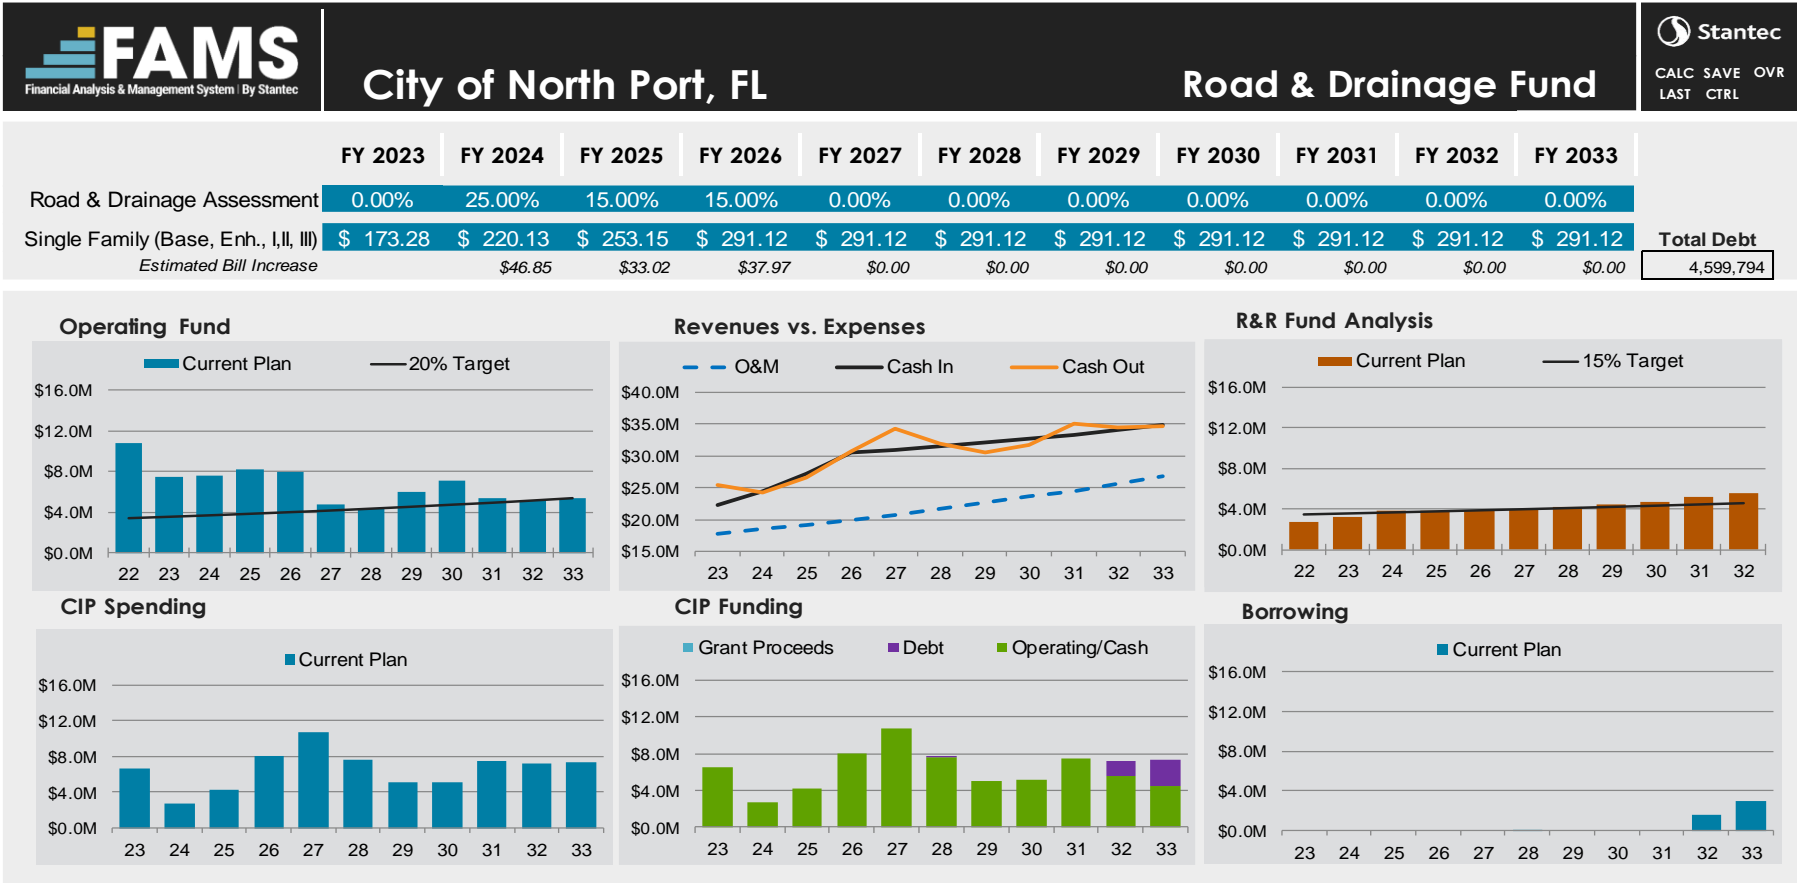 FAMS
Financial Analysis & Management System | By Stantec
City of North Port, FL
Road & Drainage Fund
Stantec
CALC SAVE OVR
LAST CTRL
FY 2023 FY 2024 FY 2025 FY 2026 FY 2027 FY 2028 FY 2029 FY 2030 FY 2031 FY 2032 FY 2033
Road & Drainage Assessment 0.00% 25.00% 15.00% 15.00% 0.00% 0.00% 0.00% 0.00% 0.00% 0.00% 0.00%
Single Family (Base, Enh., I,II, III) $ 173.28 $ 220.13 $ 253.15 $ 291.12 $ 291.12 $ 291.12 $ 291.12 $ 291.12 $ 291.12 $ 291.12 $ 291.12 Total Debt
Estimated Bill Increase $46.85 $33.02 $37.97 $0.00 $0.00 $0.00 $0.00 $0.00 $0.00 $0.00 4,599,794
Operating Fund
Current Plan 20% Target
$16.0M
$12.0M
$8.0M
$4.0M
$0.0M
22 23 24 25 26 27 28 29 30 31 32 33
Revenues vs. Expenses
O&M Cash In Cash Out
$40.0M
$35.0M
$30.0M
$25.0M
$20.0M
$15.0M
23 24 25 26 27 28 29 30 31 32 33
R&R Fund Analysis
Current Plan 15% Target
$16.0M
$12.0M
$8.0M
$4.0M
$0.0M
22 23 24 25 26 27 28 29 30 31 32
CIP Spending
Current Plan
$16.0M
$12.0M
$8.0M
$4.0M
$0.0M
23 24 25 26 27 28 29 30 31 32 33
CIP Funding
Grant Proceeds Debt Operating/Cash
$16.0M
$12.0M
$8.0M
$4.0M
$0.0M
23 24 25 26 27 28 29 30 31 32 33
Borrowing
Current Plan
$16.0M
$12.0M
$8.0M
$4.0M
$0.0M
23 24 25 26 27 28 29 30 31 32 33